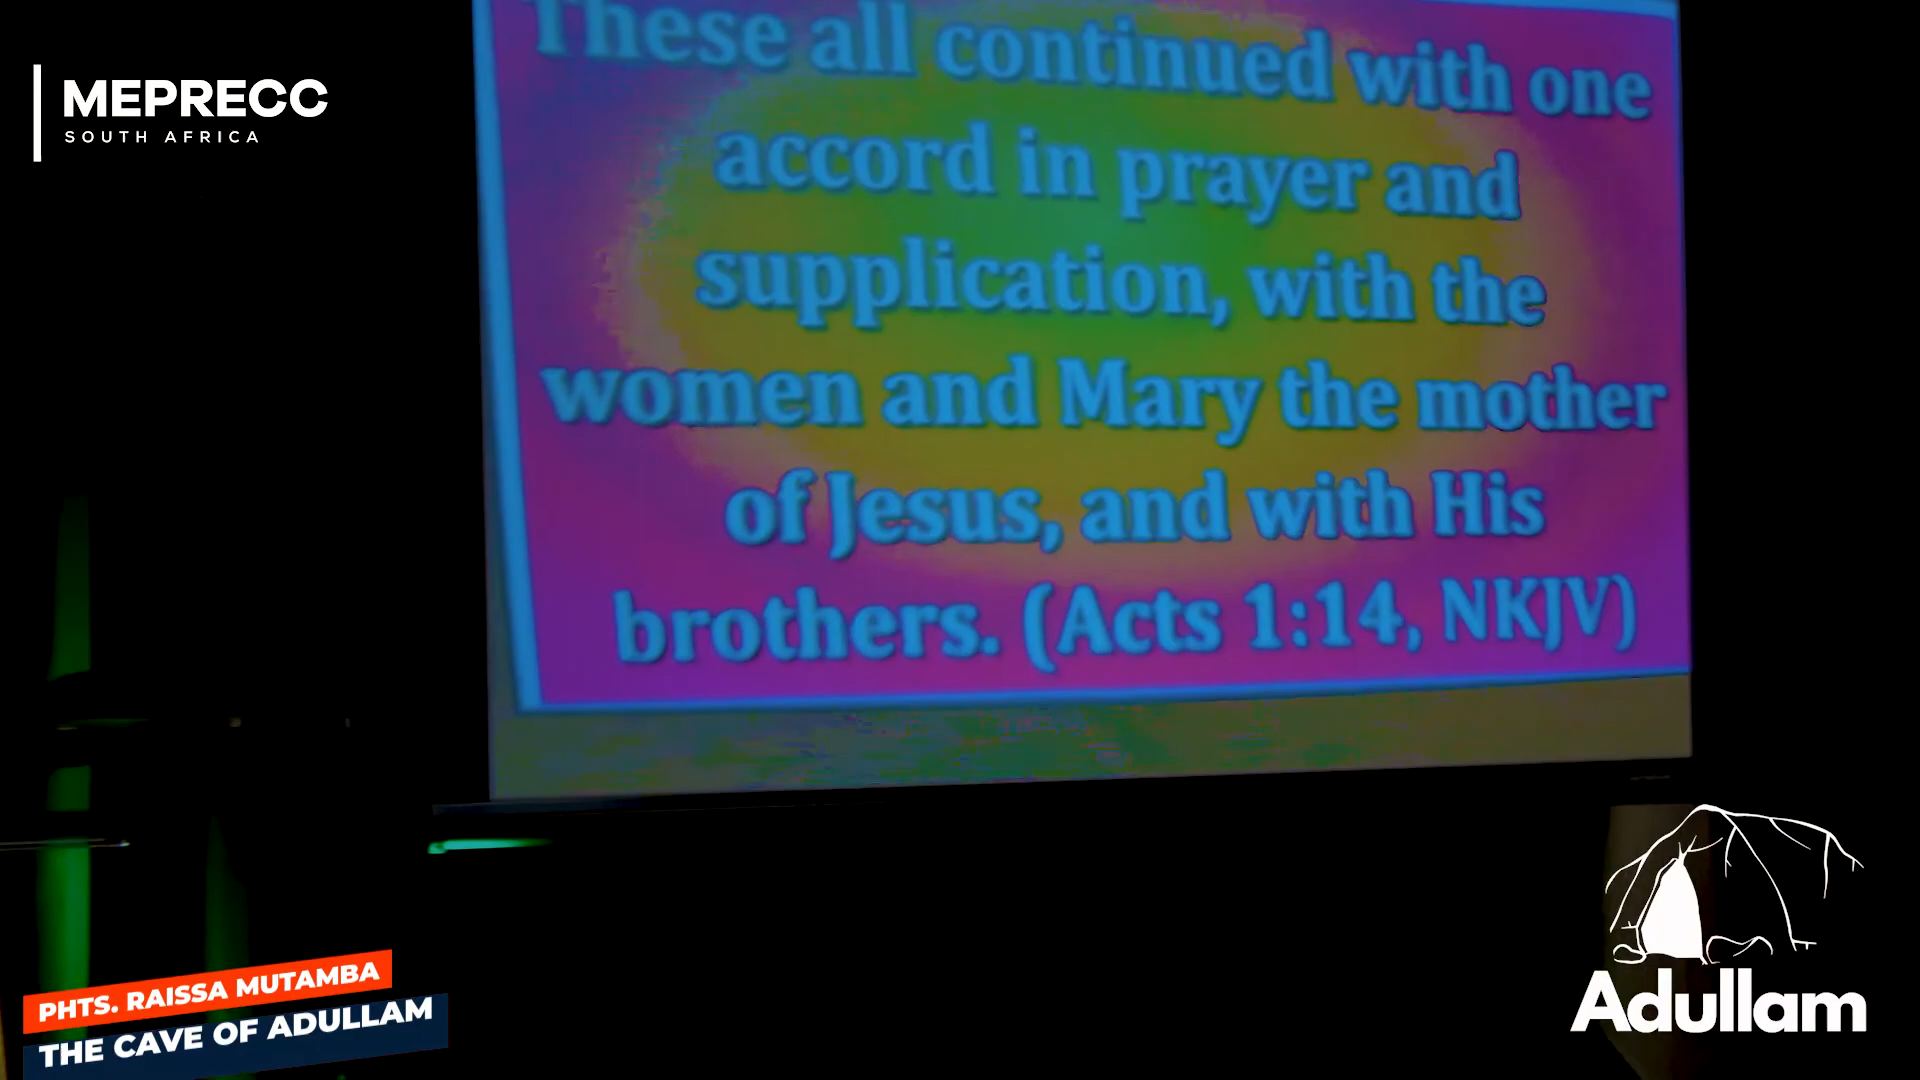 MEPRECC
SOUTH AFRICA
These all continued with one
accord in prayer and
supplication, with the
women and Mary the mother
of Jesus, and with His
brothers. (Acts 1:14, NKJV)
PHTS. RAISSA MUTAMBA
THE CAVE OF ADULLAM
Adullam